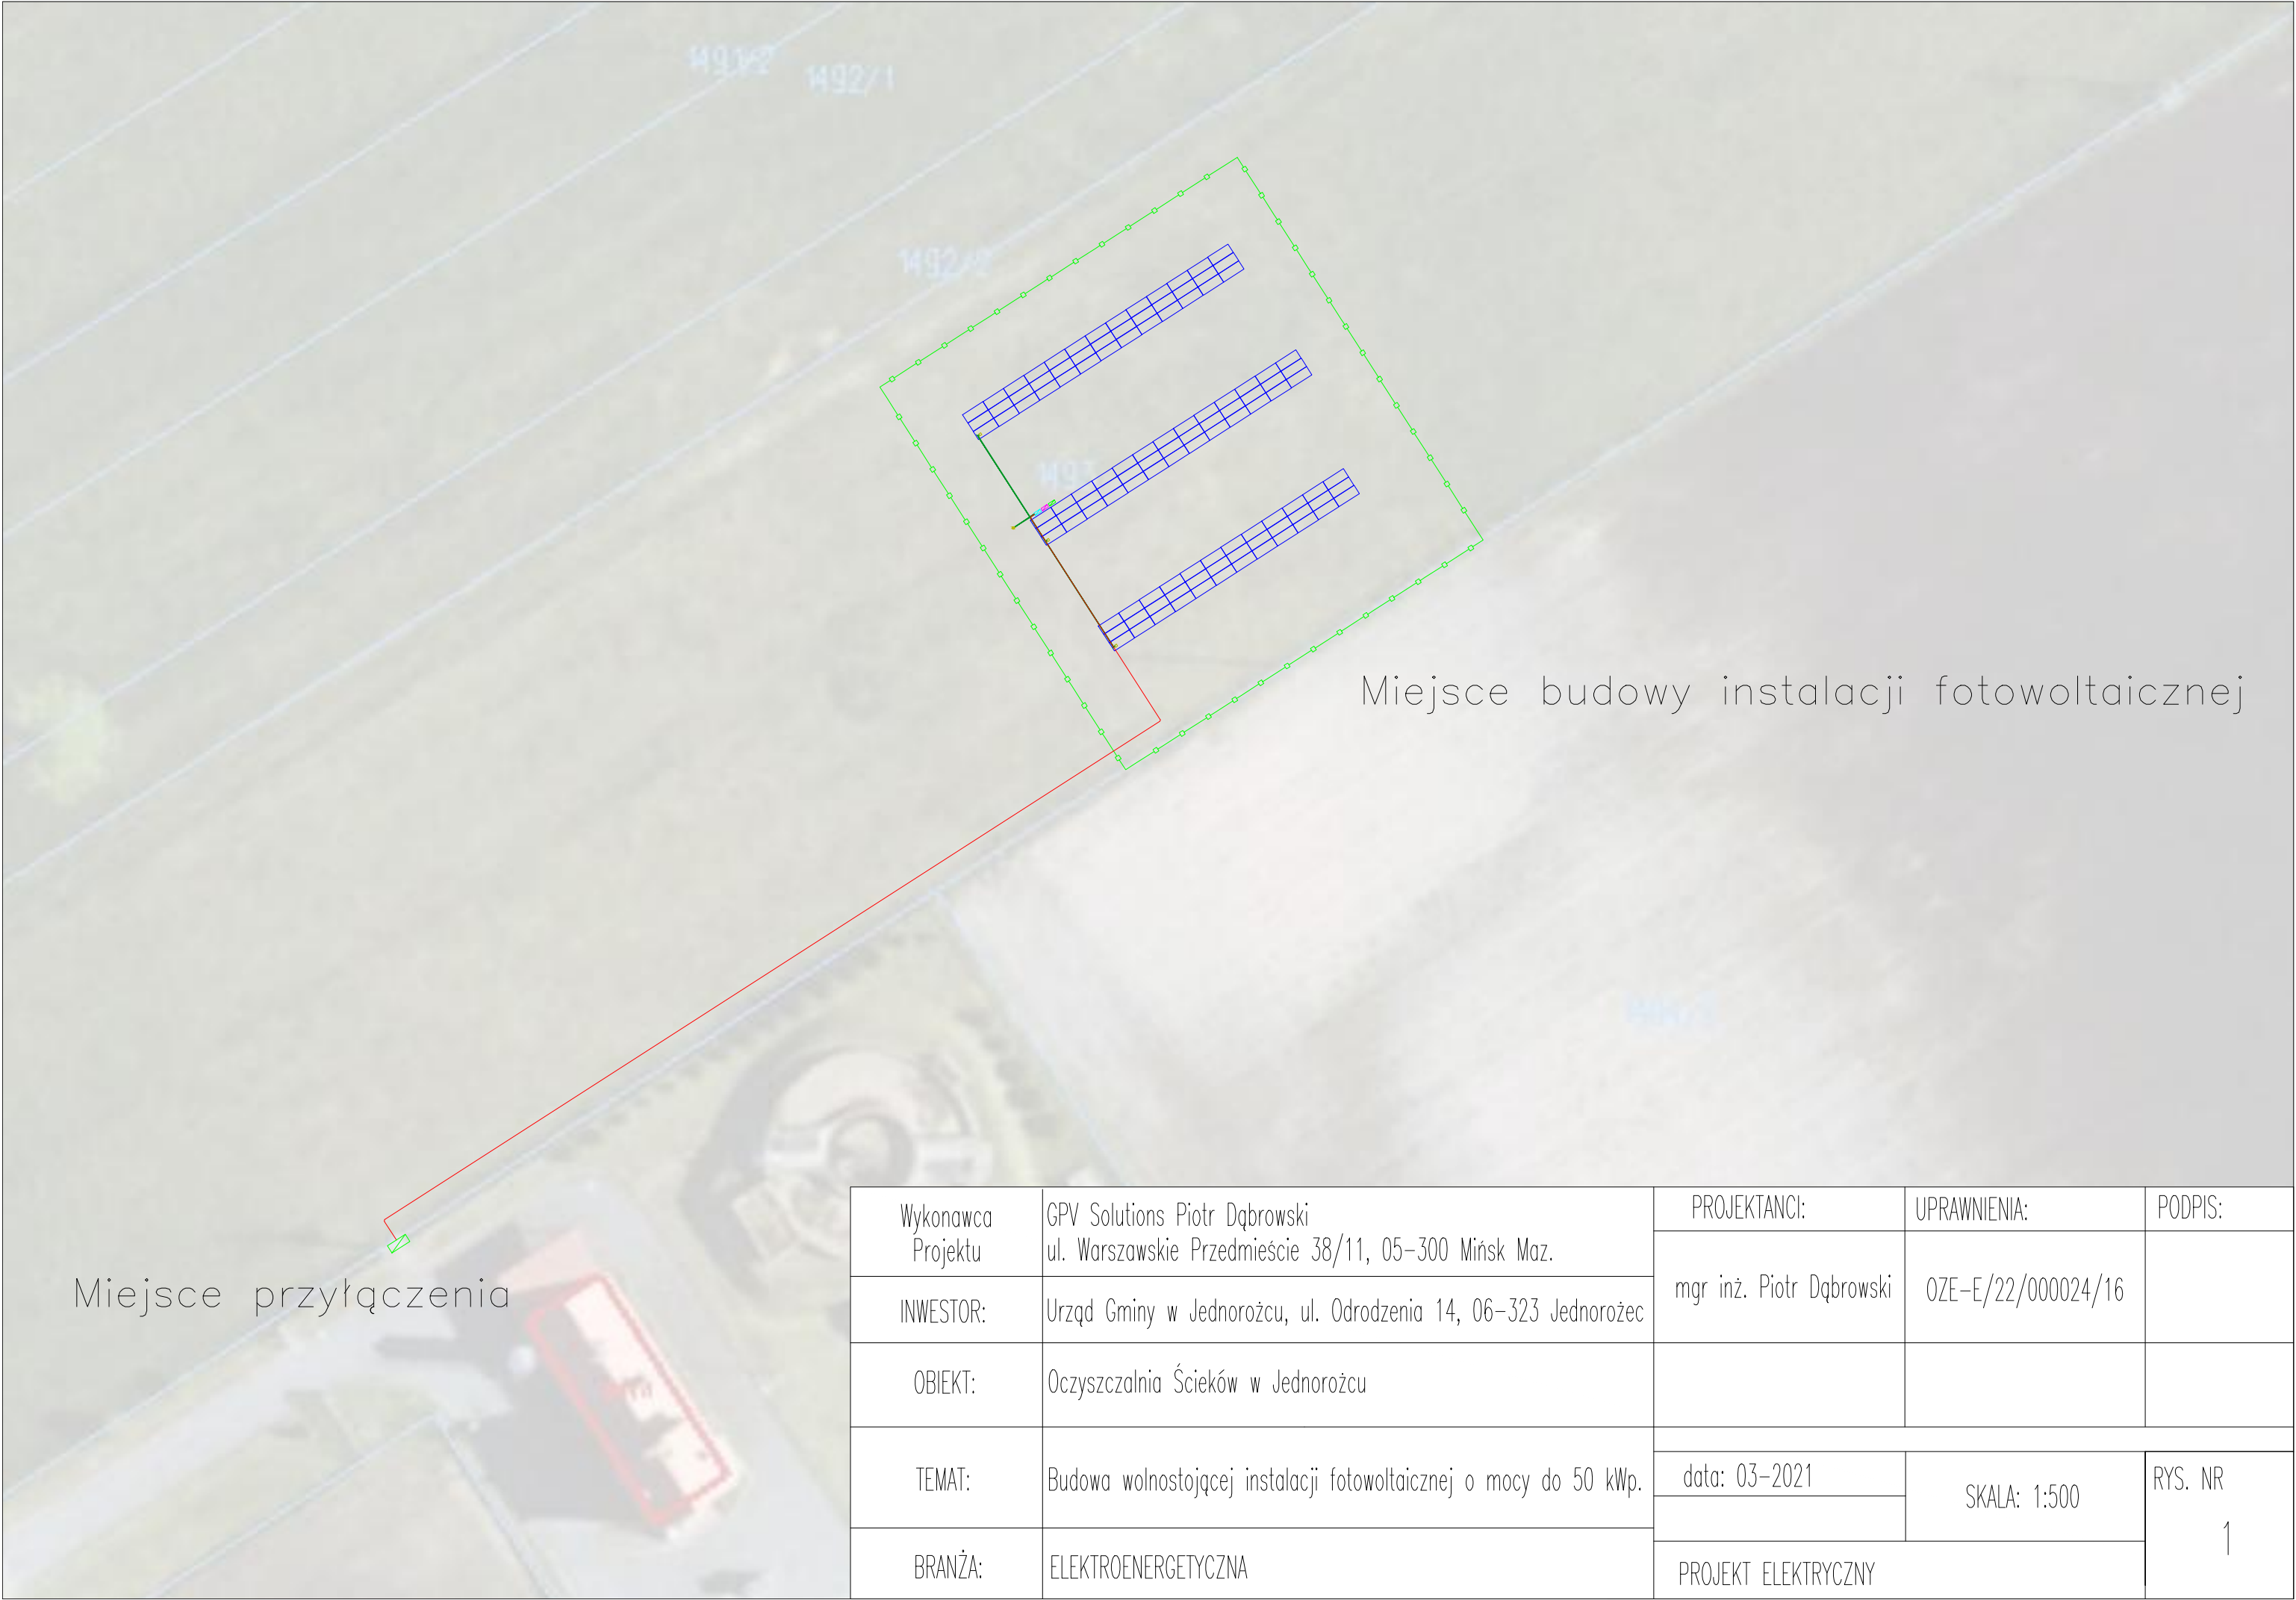 1492/1
1492/2
Miejsce budowy instalacji fotowoltaicznej
Miejsce przyłączenia
Wykonawca
Projektu
GPV Solutions Piotr Dąbrowski
ul. Warszawskie Przedmieście 38/11, 05-300 Mińsk Maz.
INWESTOR:
Urząd Gminy w Jednorożcu, ul. Odrodzenia 14, 06-323 Jednorożec
OBIEKT:
Oczyszczalnia Ścieków w Jednorożcu
TEMAT:
Budowa wolnostojącej instalacji fotowoltaicznej o mocy do 50 kWp.
BRANŻA:
ELEKTROENERGETYCZNA
PROJEKTANCI:
UPRAWNIENIA:
PODPIS:
mgr inż. Piotr Dąbrowski
OZE-E/22/000024/16
data: 03-2021
SKALA: 1:500
RYS. NR
1
PROJEKT ELEKTRYCZNY